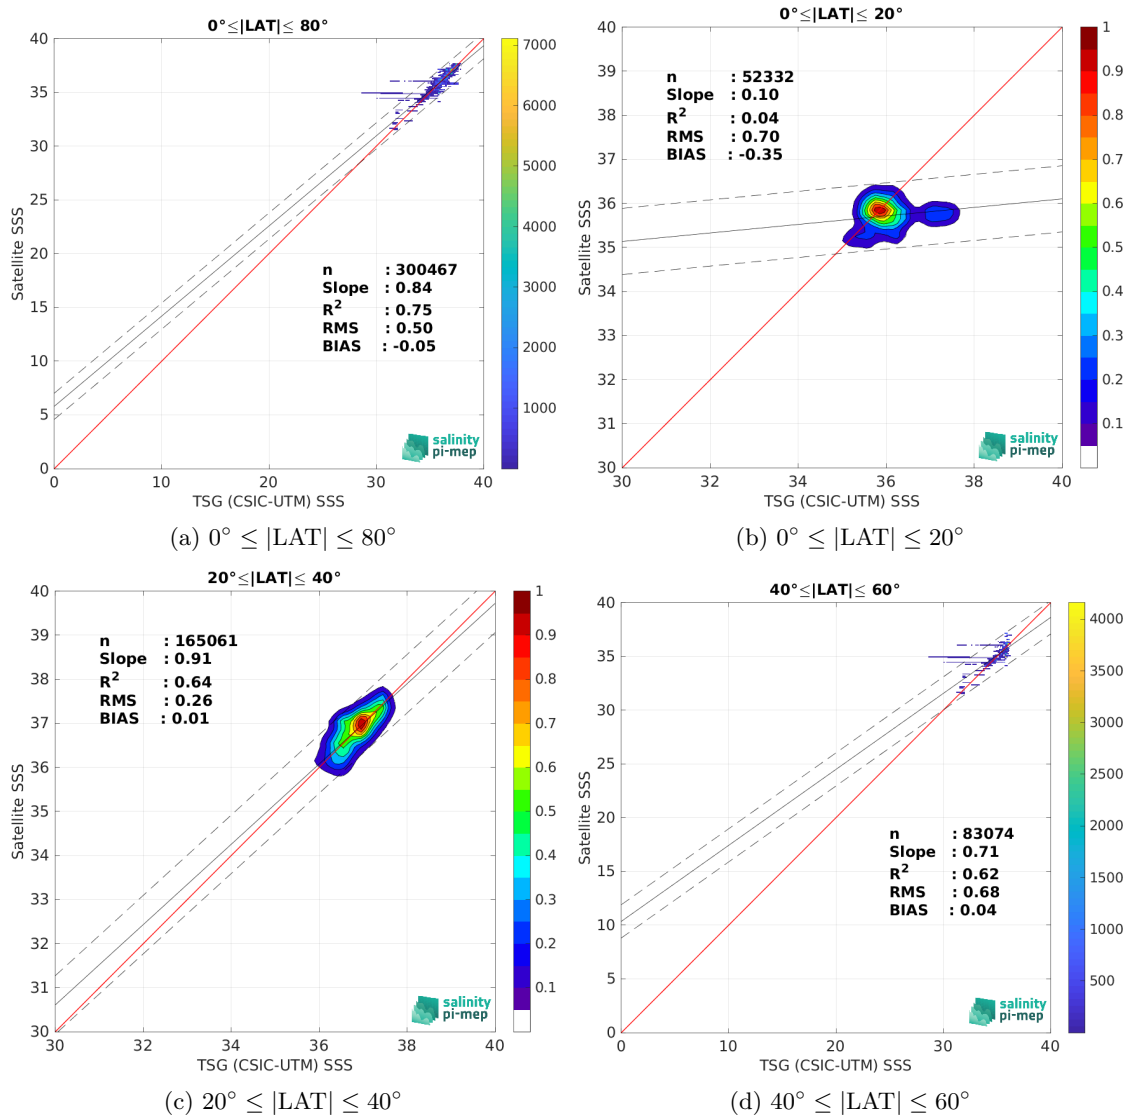 0°≤|LAT|≤ 80°
Satellite SSS
40
35
30
25
20
15
10
5
0
0
10
20
30
40
TSG (CSIC-UTM) SSS
n : 300467
Slope : 0.84
R² : 0.75
RMS : 0.50
BIAS : -0.05
salinity
pi-mep
7000
6000
5000
4000
3000
2000
1000
(a) 0° ≤ |LAT| ≤ 80°
0°≤|LAT|≤ 20°
Satellite SSS
40
39
38
37
36
35
34
33
32
31
30
30
32
34
36
38
40
TSG (CSIC-UTM) SSS
n : 52332
Slope : 0.10
R² : 0.04
RMS : 0.70
BIAS : -0.35
salinity
pi-mep
1
0.9
0.8
0.7
0.6
0.5
0.4
0.3
0.2
0.1
(b) 0° ≤ |LAT| ≤ 20°
20°≤|LAT|≤ 40°
Satellite SSS
40
39
38
37
36
35
34
33
32
31
30
30
32
34
36
38
40
TSG (CSIC-UTM) SSS
n : 165061
Slope : 0.91
R² : 0.64
RMS : 0.26
BIAS : 0.01
salinity
pi-mep
1
0.9
0.8
0.7
0.6
0.5
0.4
0.3
0.2
0.1
(c) 20° ≤ |LAT| ≤ 40°
40°≤|LAT|≤ 60°
Satellite SSS
40
35
30
25
20
15
10
5
0
0
10
20
30
40
TSG (CSIC-UTM) SSS
n : 83074
Slope : 0.71
R² : 0.62
RMS : 0.68
BIAS : 0.04
salinity
pi-mep
4000
3500
3000
2500
2000
1500
1000
500
(d) 40° ≤ |LAT| ≤ 60°